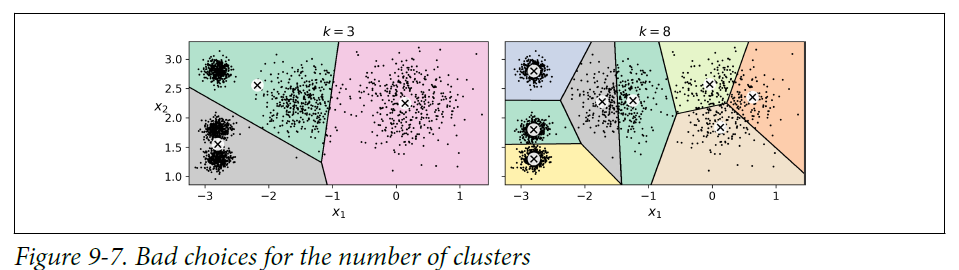 k = 3
k = 8
3.0
2.5
2.0
1.5
1.0
x₂
−3 −2 −1 0 1
−3 −2 −1 0 1
x₁
x₁
Figure 9-7. Bad choices for the number of clusters